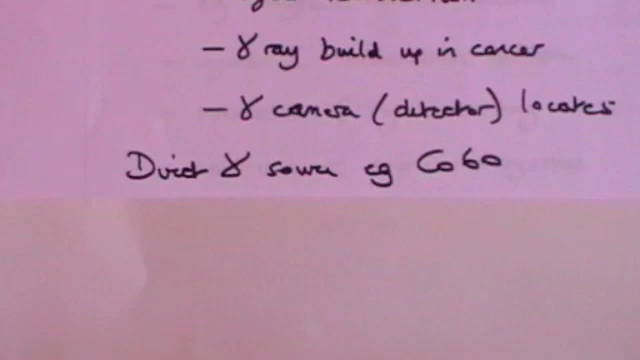 – γ ray build up in cancer
– γ camera (detector) locates
Direct γ source eg Co60